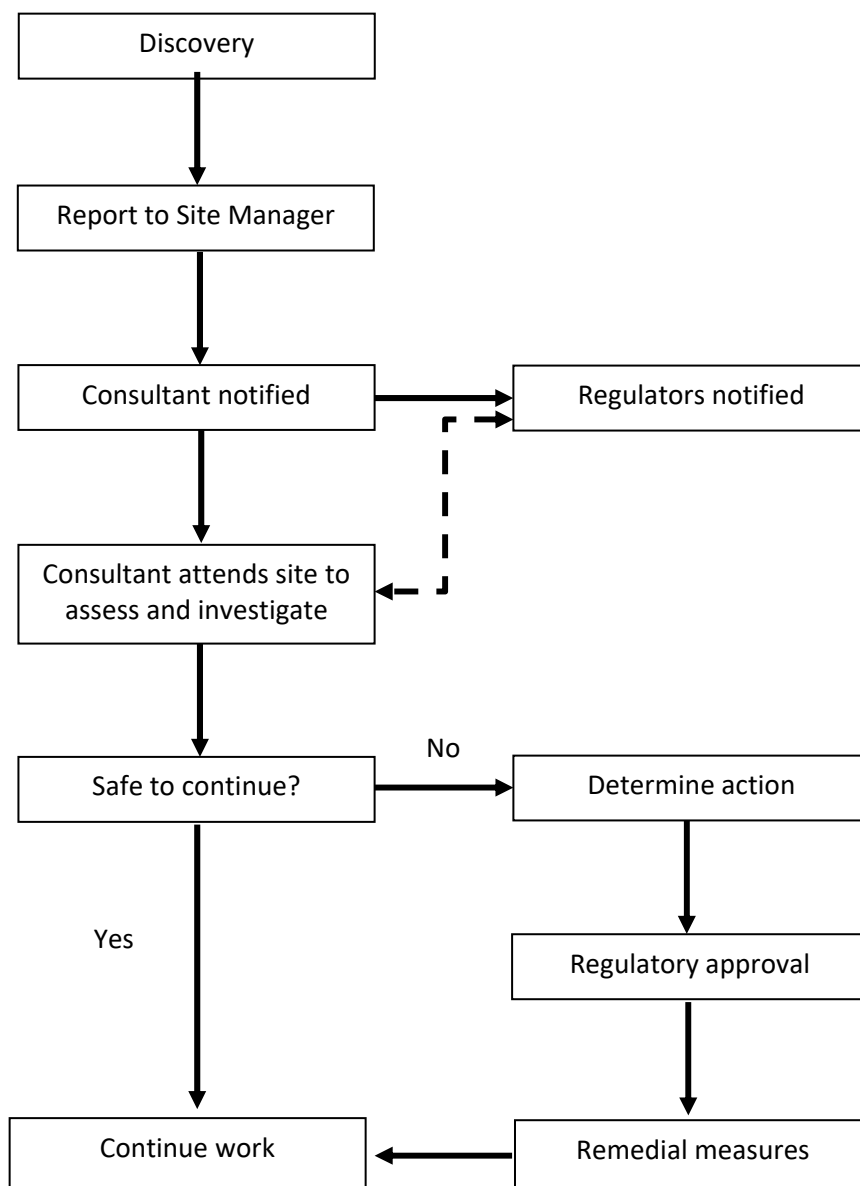 Discovery
Report to Site Manager
Consultant notified
Regulators notified
Consultant attends site to
assess and investigate
No
Safe to continue?
Determine action
Yes
Regulatory approval
Continue work
Remedial measures